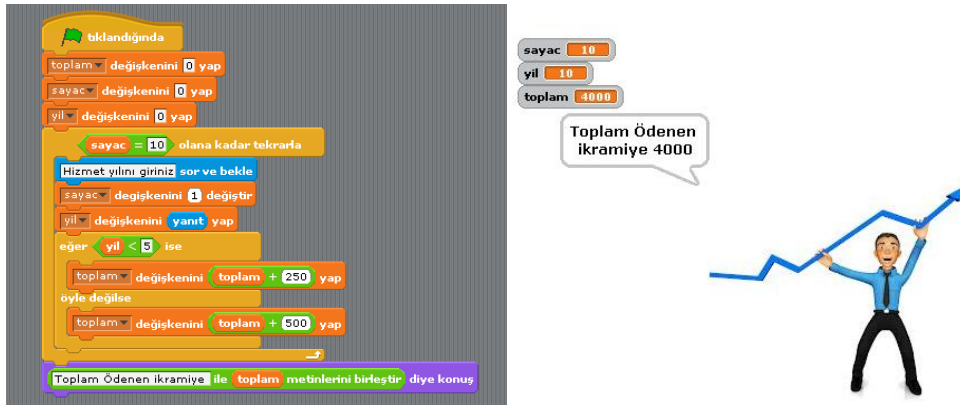 tıklandığında
toplam değişkenini 0 yap
sayac değişkenini 0 yap
yil değişkenini 0 yap
sayac = 10 olana kadar tekrarla
Hizmet yılını giriniz sor ve bekle
sayac degişkenini 1 değiştir
yil değişkenini yanıt yap
eğer yil < 5 ise
toplam değişkenini toplam + 250 yap
öyle değilse
toplam değişkenini toplam + 500 yap
Toplam Ödenen ikramiye ile toplam metinlerini birleştir diye konuş
sayac 10
yil 10
toplam 4000
Toplam Ödenen
ikramiye 4000